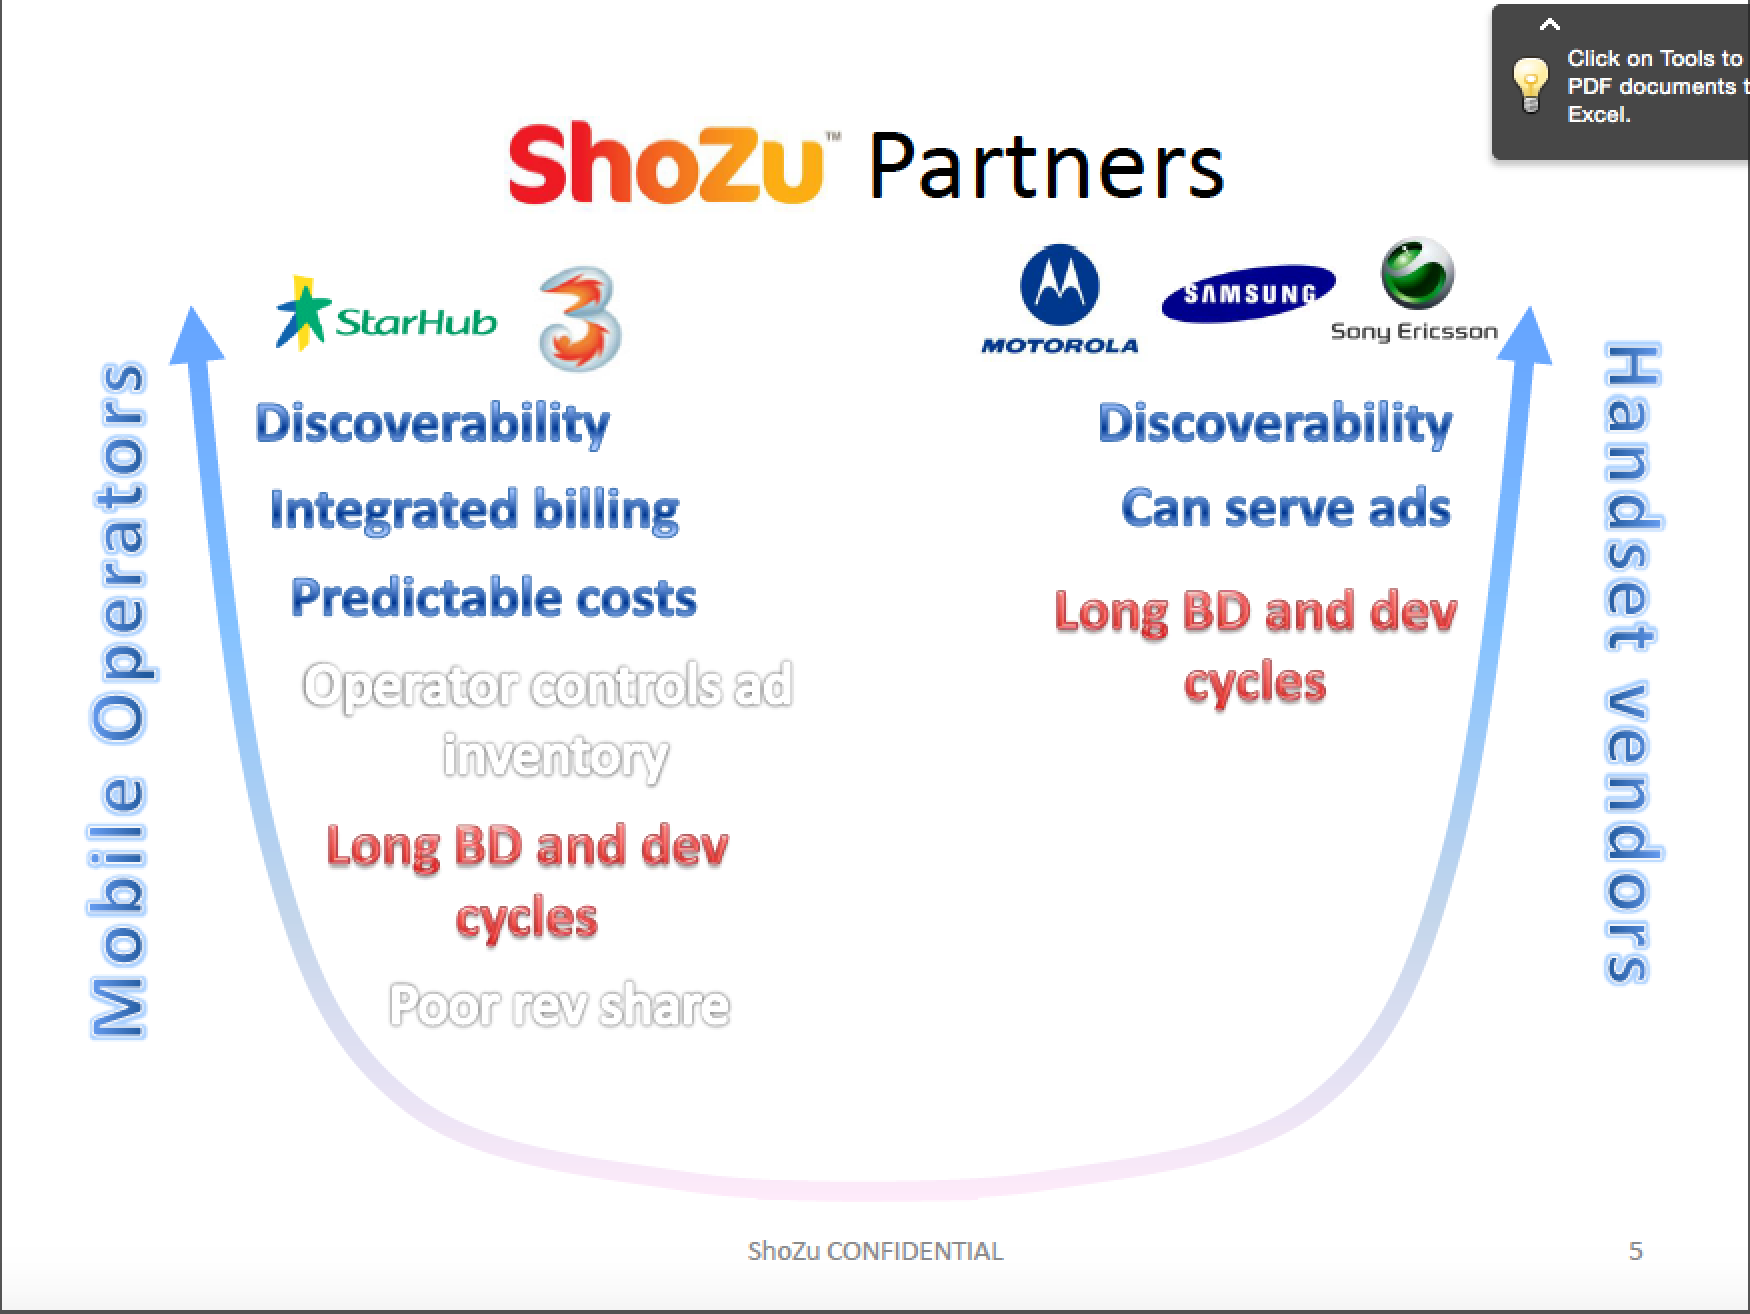 Click on Tools to
PDF documents t
Excel.
ShoZu™ Partners
StarHub
3
MOTOROLA
SAMSUNG
Sony Ericsson
Mobile Operators
Discoverability
Integrated billing
Predictable costs
Operator controls ad
inventory
Long BD and dev
cycles
Poor rev share
Discoverability
Can serve ads
Long BD and dev
cycles
Handset vendors
ShoZu CONFIDENTIAL
5